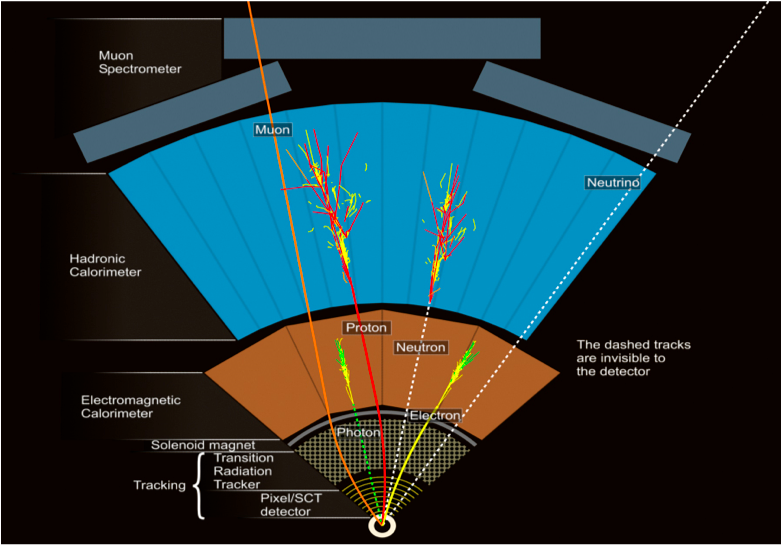 Muon
Spectrometer
Muon
Neutrino
Hadronic
Calorimeter
Proton
Neutron
The dashed tracks
are invisible to
the detector
Electromagnetic
Calorimeter
Electron
Photon
Solenoid magnet
Transition
Radiation
Tracking
Tracker
Pixel/SCT
detector